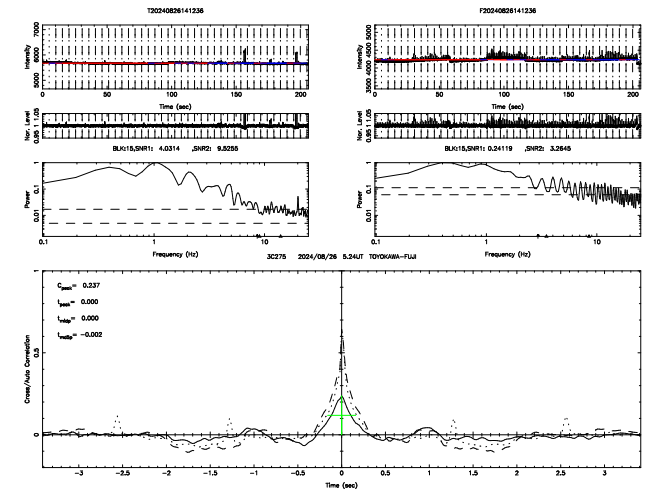 T20240826141236
F20240826141236
Intensity
7000
6000
5000
0 50 100 150 200
Time (sec)
Intensity
5000
4500
4000
3500
0 50 100 150 200
Time (sec)
Nor. Level
1.05
1
0.95
Nor. Level
1.05
1
0.95
BLK:15,SNR1: 4.0314 ,SNR2: 9.5255
BLK:15,SNR1: 0.24119 ,SNR2: 3.2645
Power
1
0.1
0.01
0.1 1 10
Frequency (Hz)
Power
1
0.1
0.01
0.1 1 10
Frequency (Hz)
3C275 2024/08/26 5.24UT TOYOKAWA-FUJI
Cross/Auto Correlation
1
0.5
0
Cpeak= 0.237
tpeak= 0.000
tmidp= 0.000
−3 −2.5 −2 −1.5 −1 −0.5 0 0.5 1 1.5 2 2.5 3
Time (sec)